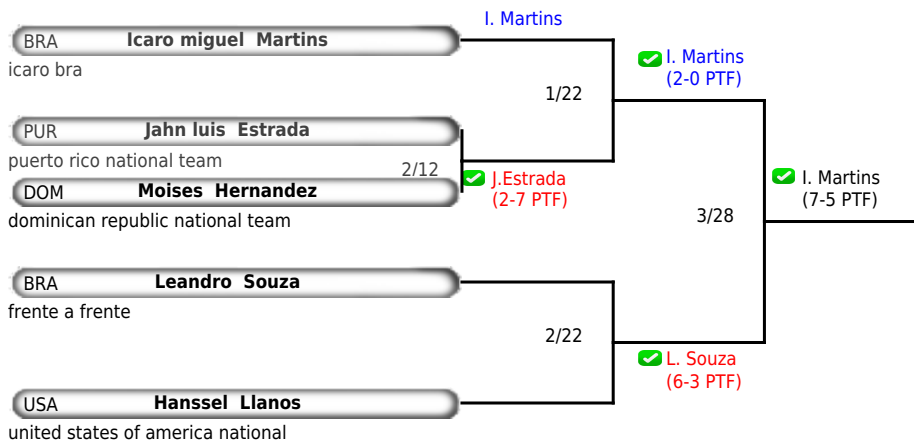 I. Martins
BRA Icaro miguel Martins
icaro bra
I. Martins
(2-0 PTF)
1/22
PUR Jahn luis Estrada
puerto rico national team
2/12
J.Estrada
(2-7 PTF)
DOM Moises Hernandez
dominican republic national team
I. Martins
(7-5 PTF)
3/28
BRA Leandro Souza
frente a frente
2/22
L. Souza
(6-3 PTF)
USA Hanssel Llanos
united states of america national